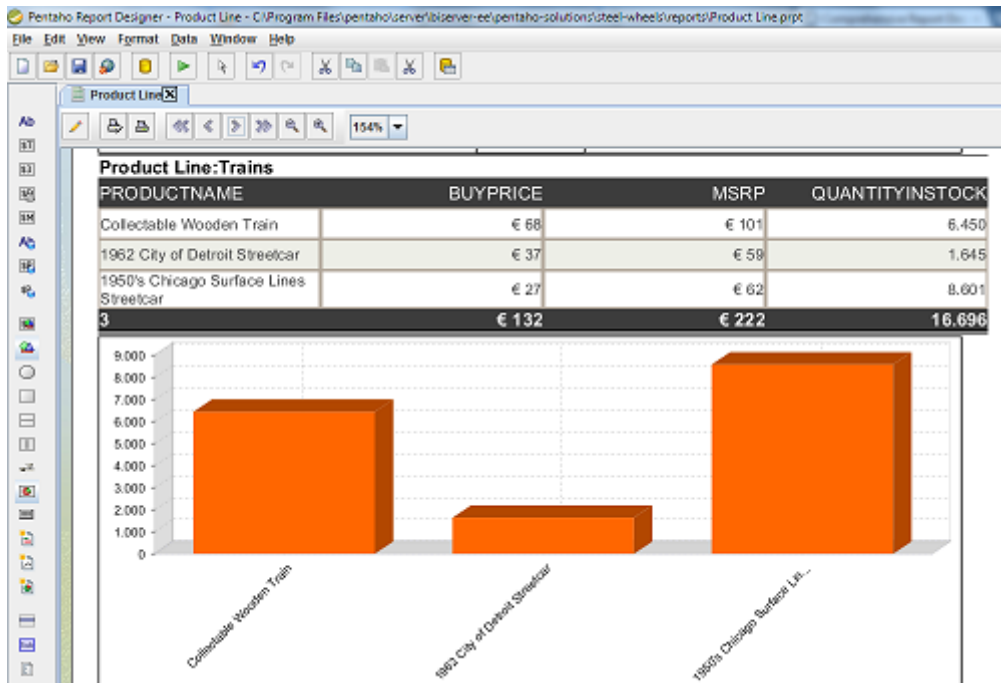 Pentaho Report Designer - Product Line - C:\Program Files\pentaho\server\biserver-ee\pentaho-solutions\steel-wheels\reports\Product Line.prpt
File Edit View Format Data Window Help
Product Line
154%
Product Line:Trains
PRODUCTNAME BUYPRICE MSRP QUANTITYINSTOCK
Collectable Wooden Train € 68 € 101 6.450
1962 City of Detroit Streetcar € 37 € 59 1.645
1950's Chicago Surface Lines
Streetcar € 27 € 62 8.601
3 € 132 € 222 16.696
9.000
8.000
7.000
6.000
5.000
4.000
3.000
2.000
1.000
0
Collectable Wooden Train
1962 City of Detroit Streetcar
1950's Chicago Surface Lin...